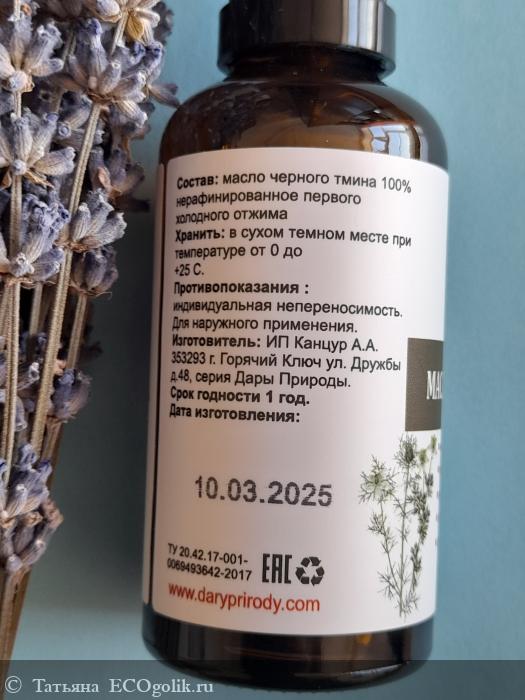 Состав: масло черного тмина 100%
нерафинированное первого
холодного отжима
Хранить: в сухом темном месте при
температуре от 0 до
+25 С.
Противопоказания :
индивидуальная непереносимость.
Для наружного применения.
Изготовитель: ИП Канцур А.А.
353293 г. Горячий Ключ ул. Дружбы
д.48, серия Дары Природы.
Срок годности 1 год.
Дата изготовления:
10.03.2025
ТУ 20.42.17-001-
0069493642-2017
ЕАС
www.daryprirody.com
© Татьяна ECOgolik.ru